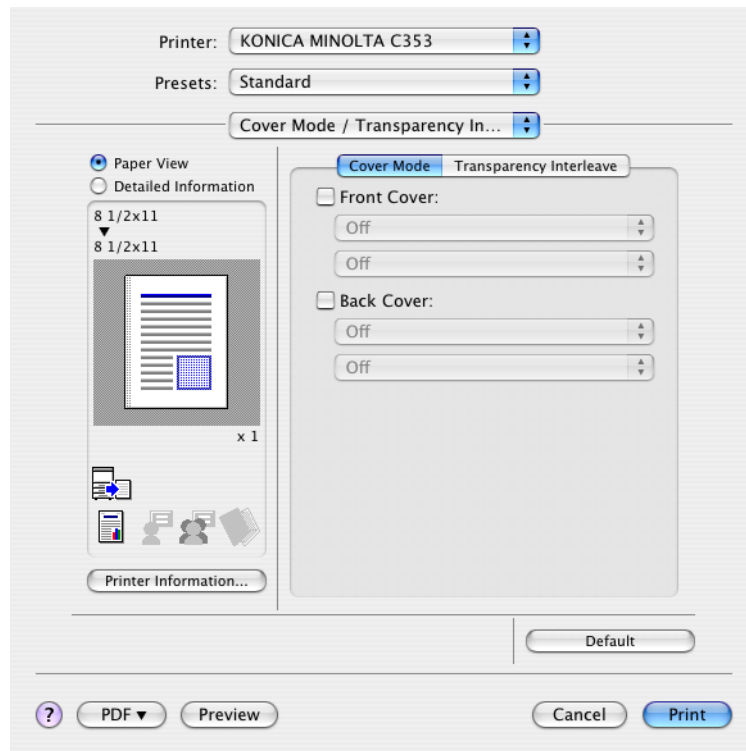 Printer: KONICA MINOLTA C353
Presets: Standard
Cover Mode / Transparency In...
Paper View
Detailed Information
8 1/2x11
8 1/2x11
x 1
Printer Information...
Cover Mode Transparency Interleave
Front Cover:
Off
Off
Back Cover:
Off
Off
Default
? PDF▼ Preview Cancel Print